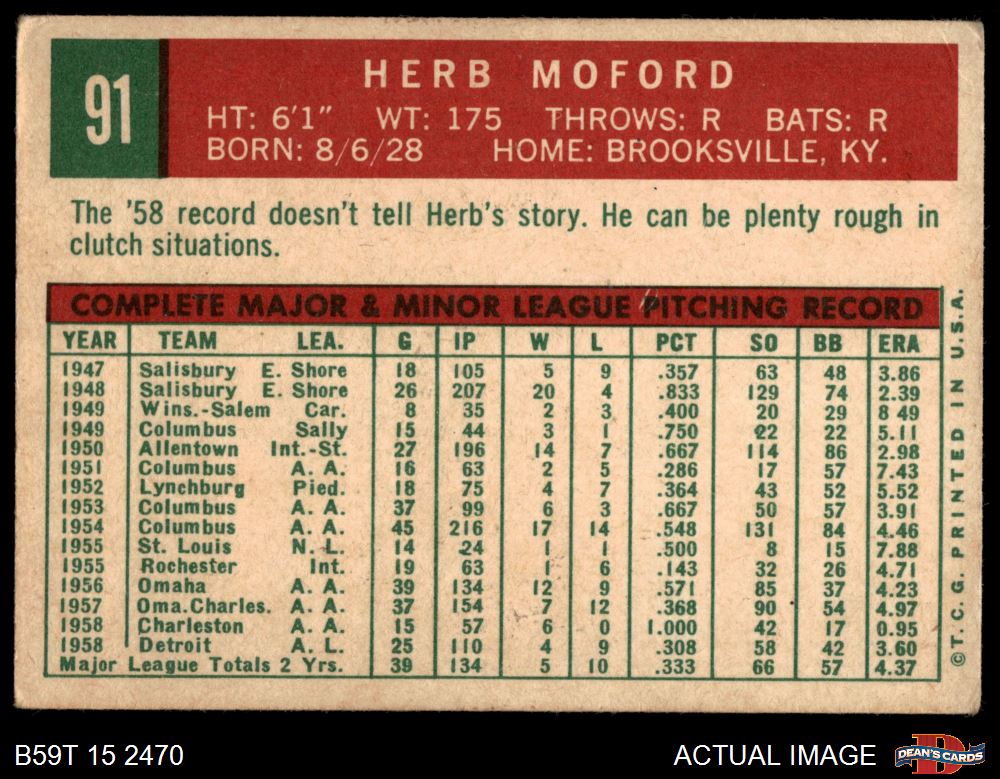 91
HERB MOFORD
HT: 6'1" WT: 175 THROWS: R BATS: R
BORN: 8/6/28 HOME: BROOKSVILLE, KY.
The '58 record doesn't tell Herb's story. He can be plenty rough in
clutch situations.
COMPLETE MAJOR & MINOR LEAGUE PITCHING RECORD
YEAR TEAM LEA. G IP W L PCT SO BB ERA
1947 Salisbury E. Shore 18 105 5 9 .357 63 48 3.86
1948 Salisbury E. Shore 26 207 20 4 .833 129 74 2.39
1949 Wins.-Salem Car. 8 35 2 3 .400 20 29 8 49
1949 Columbus Sally 15 44 3 1 .750 22 22 5.11
1950 Allentown Int.-St. 27 196 14 7 .667 114 86 2.98
1951 Columbus A. A. 16 63 2 5 .286 17 57 7.43
1952 Lynchburg Pied. 18 75 4 7 .364 43 52 5.52
1953 Columbus A. A. 37 99 6 3 .667 50 57 3.91
1954 Columbus A. A. 45 216 17 14 .548 131 84 4.46
1955 St. Louis N. L. 14 24 1 1 .500 8 15 7.88
1955 Rochester Int. 19 63 1 6 .143 32 26 4.71
1956 Omaha A. A. 39 134 12 9 .571 85 37 4.23
1957 Oma.Charles. A. A. 37 154 7 12 .368 90 54 4.97
1958 Charleston A. A. 15 57 6 0 1.000 42 17 0.95
1958 Detroit A. L. 25 110 4 9 .308 58 42 3.60
Major League Totals 2 Yrs. 39 134 5 10 .333 66 57 4.37
©T. C. G. PRINTED IN U.S.A.
B59T 15 2470
ACTUAL IMAGE
D
DEAN'S CARDS